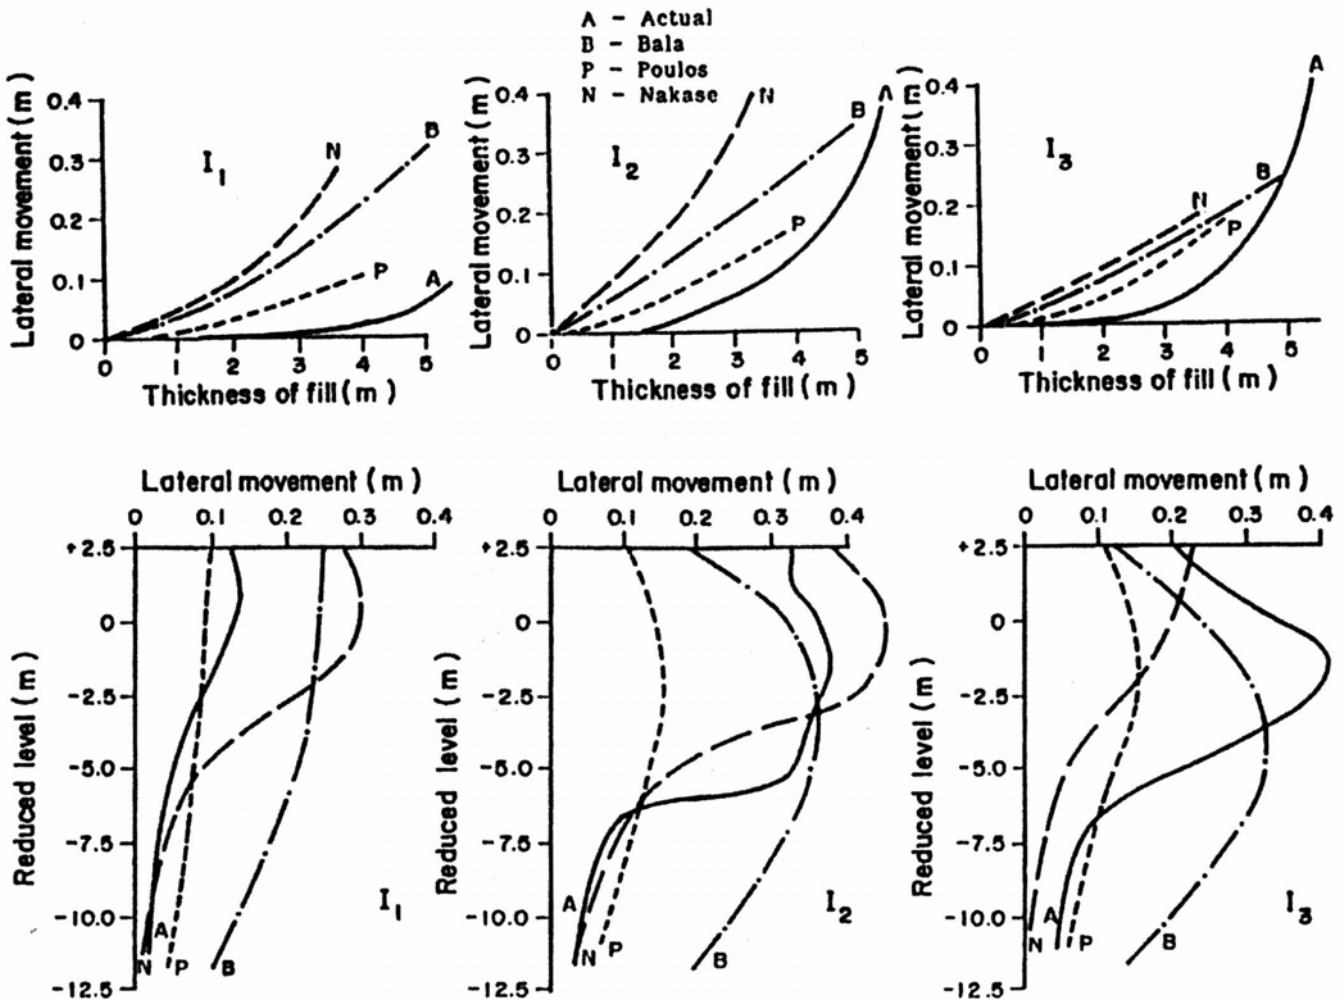 A - Actual
B - Bala
P - Poulos
N - Nakase
Lateral movement (m)
0.4
0.3
0.2
0.1
0
I1
N
B
P
A
0 1 2 3 4 5
Thickness of fill (m)
Lateral movement (m)
0.4
0.3
0.2
0.1
0
I2
N
B
A
P
0 1 2 3 4 5
Thickness of fill (m)
Lateral movement (m)
0.4
0.3
0.2
0.1
0
I3
A
B
N
P
0 1 2 3 4 5
Thickness of fill (m)
Lateral movement (m)
0 0.1 0.2 0.3 0.4
Reduced level (m)
+2.5
0
-2.5
-5.0
-7.5
-10.0
-12.5
I1
A
N P B
Lateral movement (m)
0 0.1 0.2 0.3 0.4
Reduced level (m)
+2.5
0
-2.5
-5.0
-7.5
-10.0
-12.5
I2
A
N P B
Lateral movement (m)
0 0.1 0.2 0.3 0.4
Reduced level (m)
+2.5
0
-2.5
-5.0
-7.5
-10.0
-12.5
I3
A
N P B